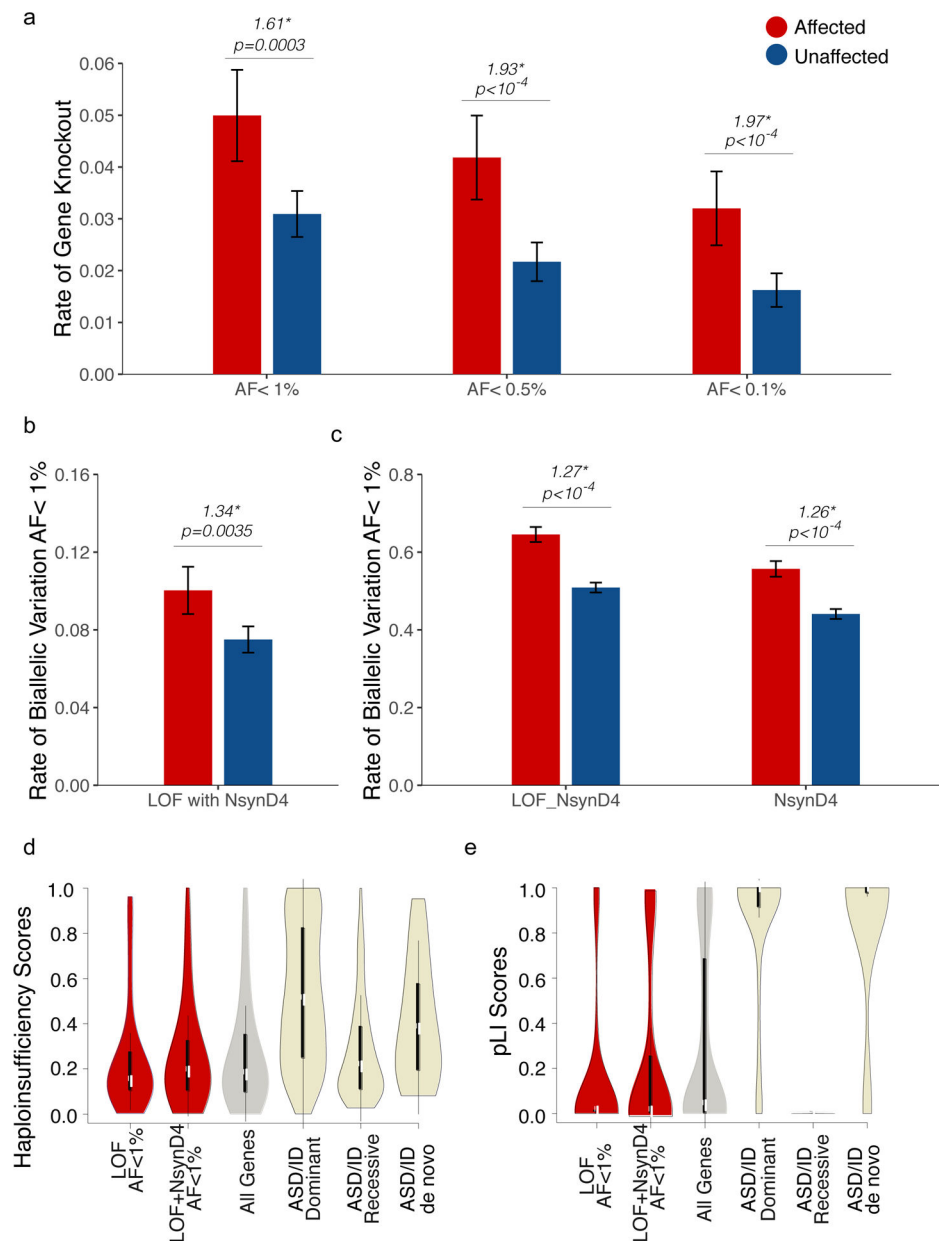 a
Affected
Unaffected
1.61*
p=0.0003
1.93*
p<10-4
1.97*
p<10-4
Rate of Gene Knockout
0.06
0.05
0.04
0.03
0.02
0.01
0.00
AF< 1%
AF< 0.5%
AF< 0.1%
b
Rate of Biallelic Variation AF< 1%
0.16
0.12
0.08
0.04
0.00
1.34*
p=0.0035
LOF with NsynD4
c
Rate of Biallelic Variation AF< 1%
0.8
0.6
0.4
0.2
0.0
1.27*
p<10-4
1.26*
p<10-4
LOF_NsynD4
NsynD4
d
Haploinsufficiency Scores
1.0
0.8
0.6
0.4
0.2
0.0
LOF
AF<1%
LOF+NsynD4
AF<1%
All Genes
ASD/ID
Dominant
ASD/ID
Recessive
ASD/ID
de novo
e
pLI Scores
1.0
0.8
0.6
0.4
0.2
0.0
LOF
AF<1%
LOF+NsynD4
AF<1%
All Genes
ASD/ID
Dominant
ASD/ID
Recessive
ASD/ID
de novo